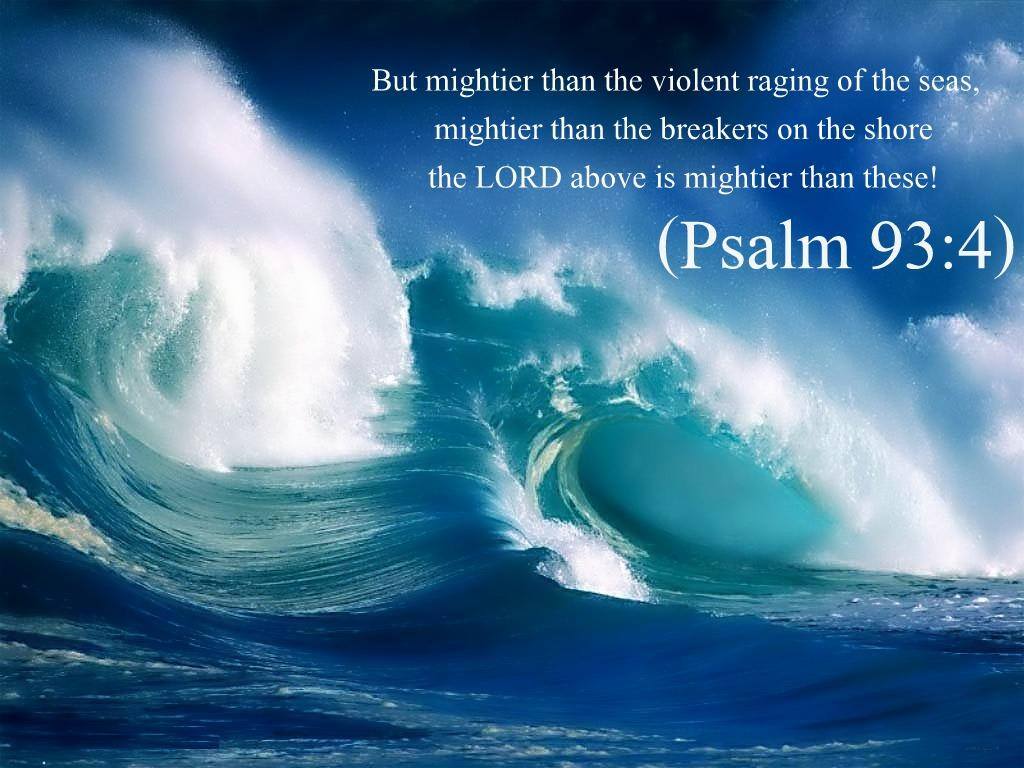 But mightier than the violent raging of the seas,
mightier than the breakers on the shore
the LORD above is mightier than these!
(Psalm 93:4)